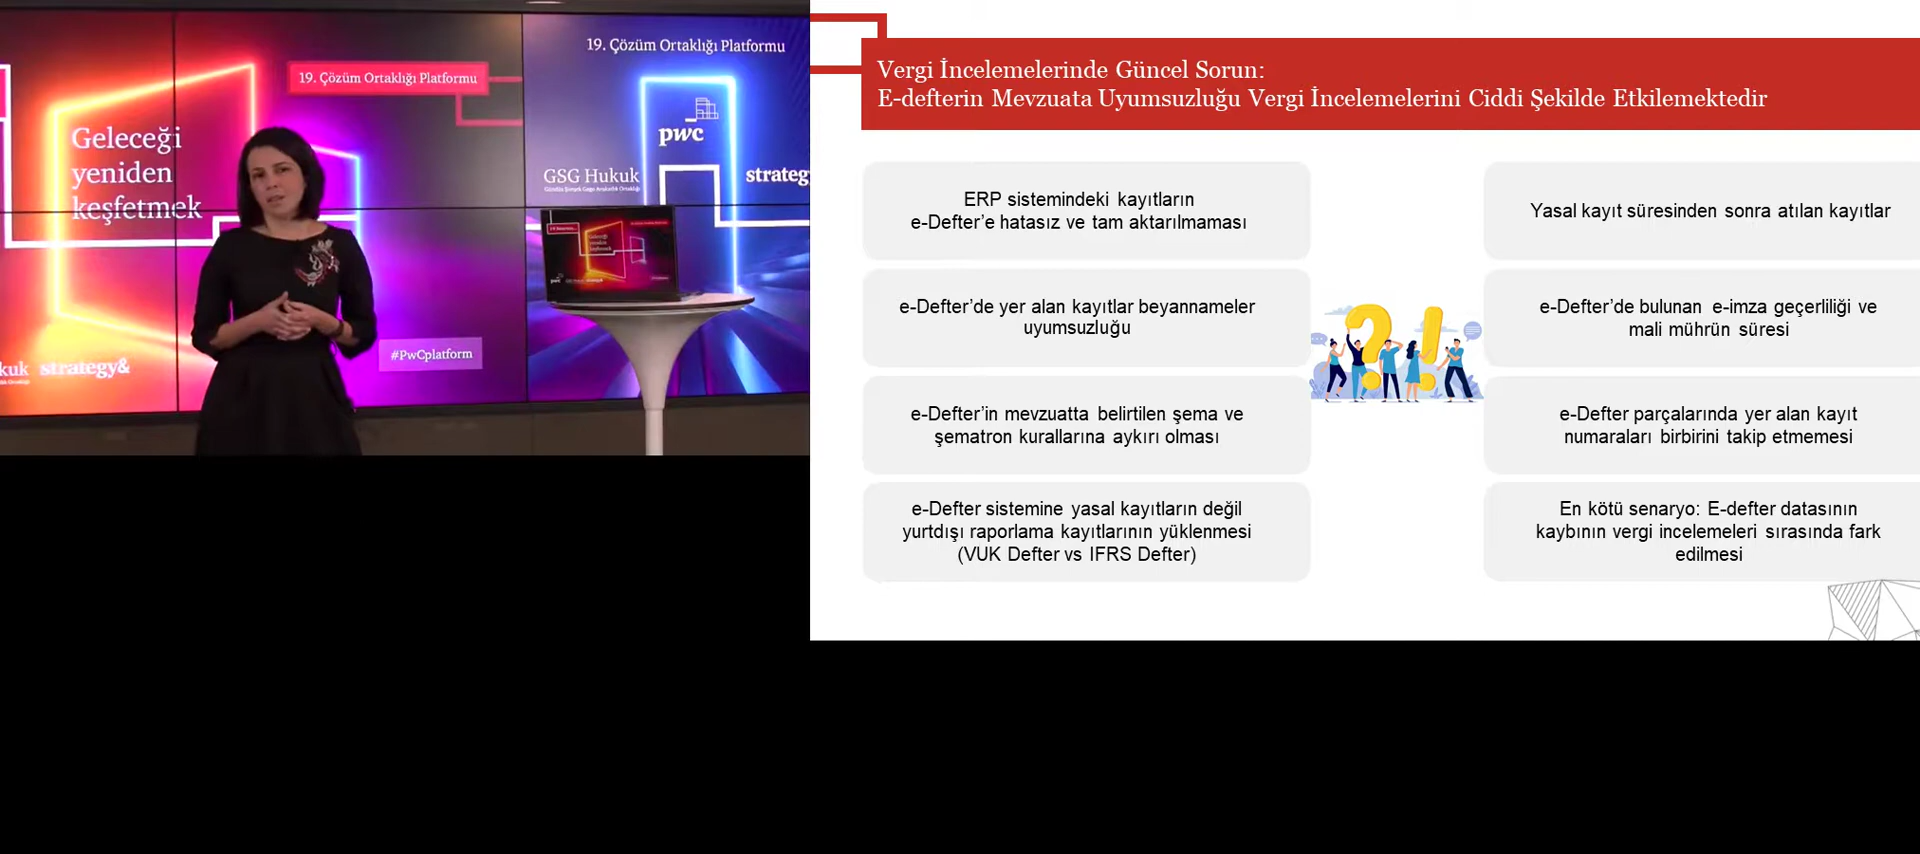 19. Çözüm Ortaklığı Platformu
19. Çözüm Ortaklığı Platformu
Geleceği
yeniden
keşfetmek
pwc
GSG Hukuk
strateg
#PwCplatform
kuk strategy&
Vergi İncelemelerinde Güncel Sorun:
E-defterin Mevzuata Uyumsuzluğu Vergi İncelemelerini Ciddi Şekilde Etkilemektedir
ERP sistemindeki kayıtların
e-Defter’e hatasız ve tam aktarılmaması
e-Defter’de yer alan kayıtlar beyannameler
uyumsuzluğu
e-Defter’in mevzuatta belirtilen şema ve
şematron kurallarına aykırı olması
e-Defter sistemine yasal kayıtların değil
yurtdışı raporlama kayıtlarının yüklenmesi
(VUK Defter vs IFRS Defter)
?!
Yasal kayıt süresinden sonra atılan kayıtlar
e-Defter’de bulunan e-imza geçerliliği ve
mali mührün süresi
e-Defter parçalarında yer alan kayıt
numaraları birbirini takip etmemesi
En kötü senaryo: E-defter datasının
kaybının vergi incelemeleri sırasında fark
edilmesi